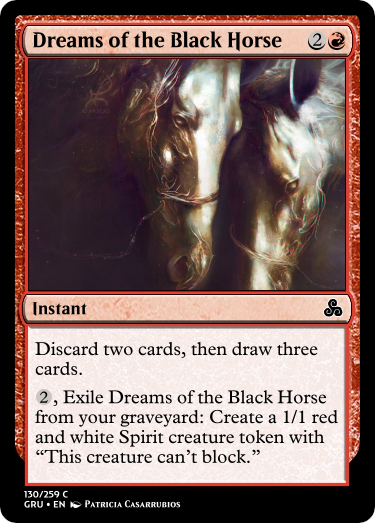 Dreams of the Black Horse 2
Instant
Discard two cards, then draw three
cards.
2, Exile Dreams of the Black Horse
from your graveyard: Create a 1/1 red
and white Spirit creature token with
“This creature can’t block.”
130/259 C
GRU • EN Patricia Casarrubios